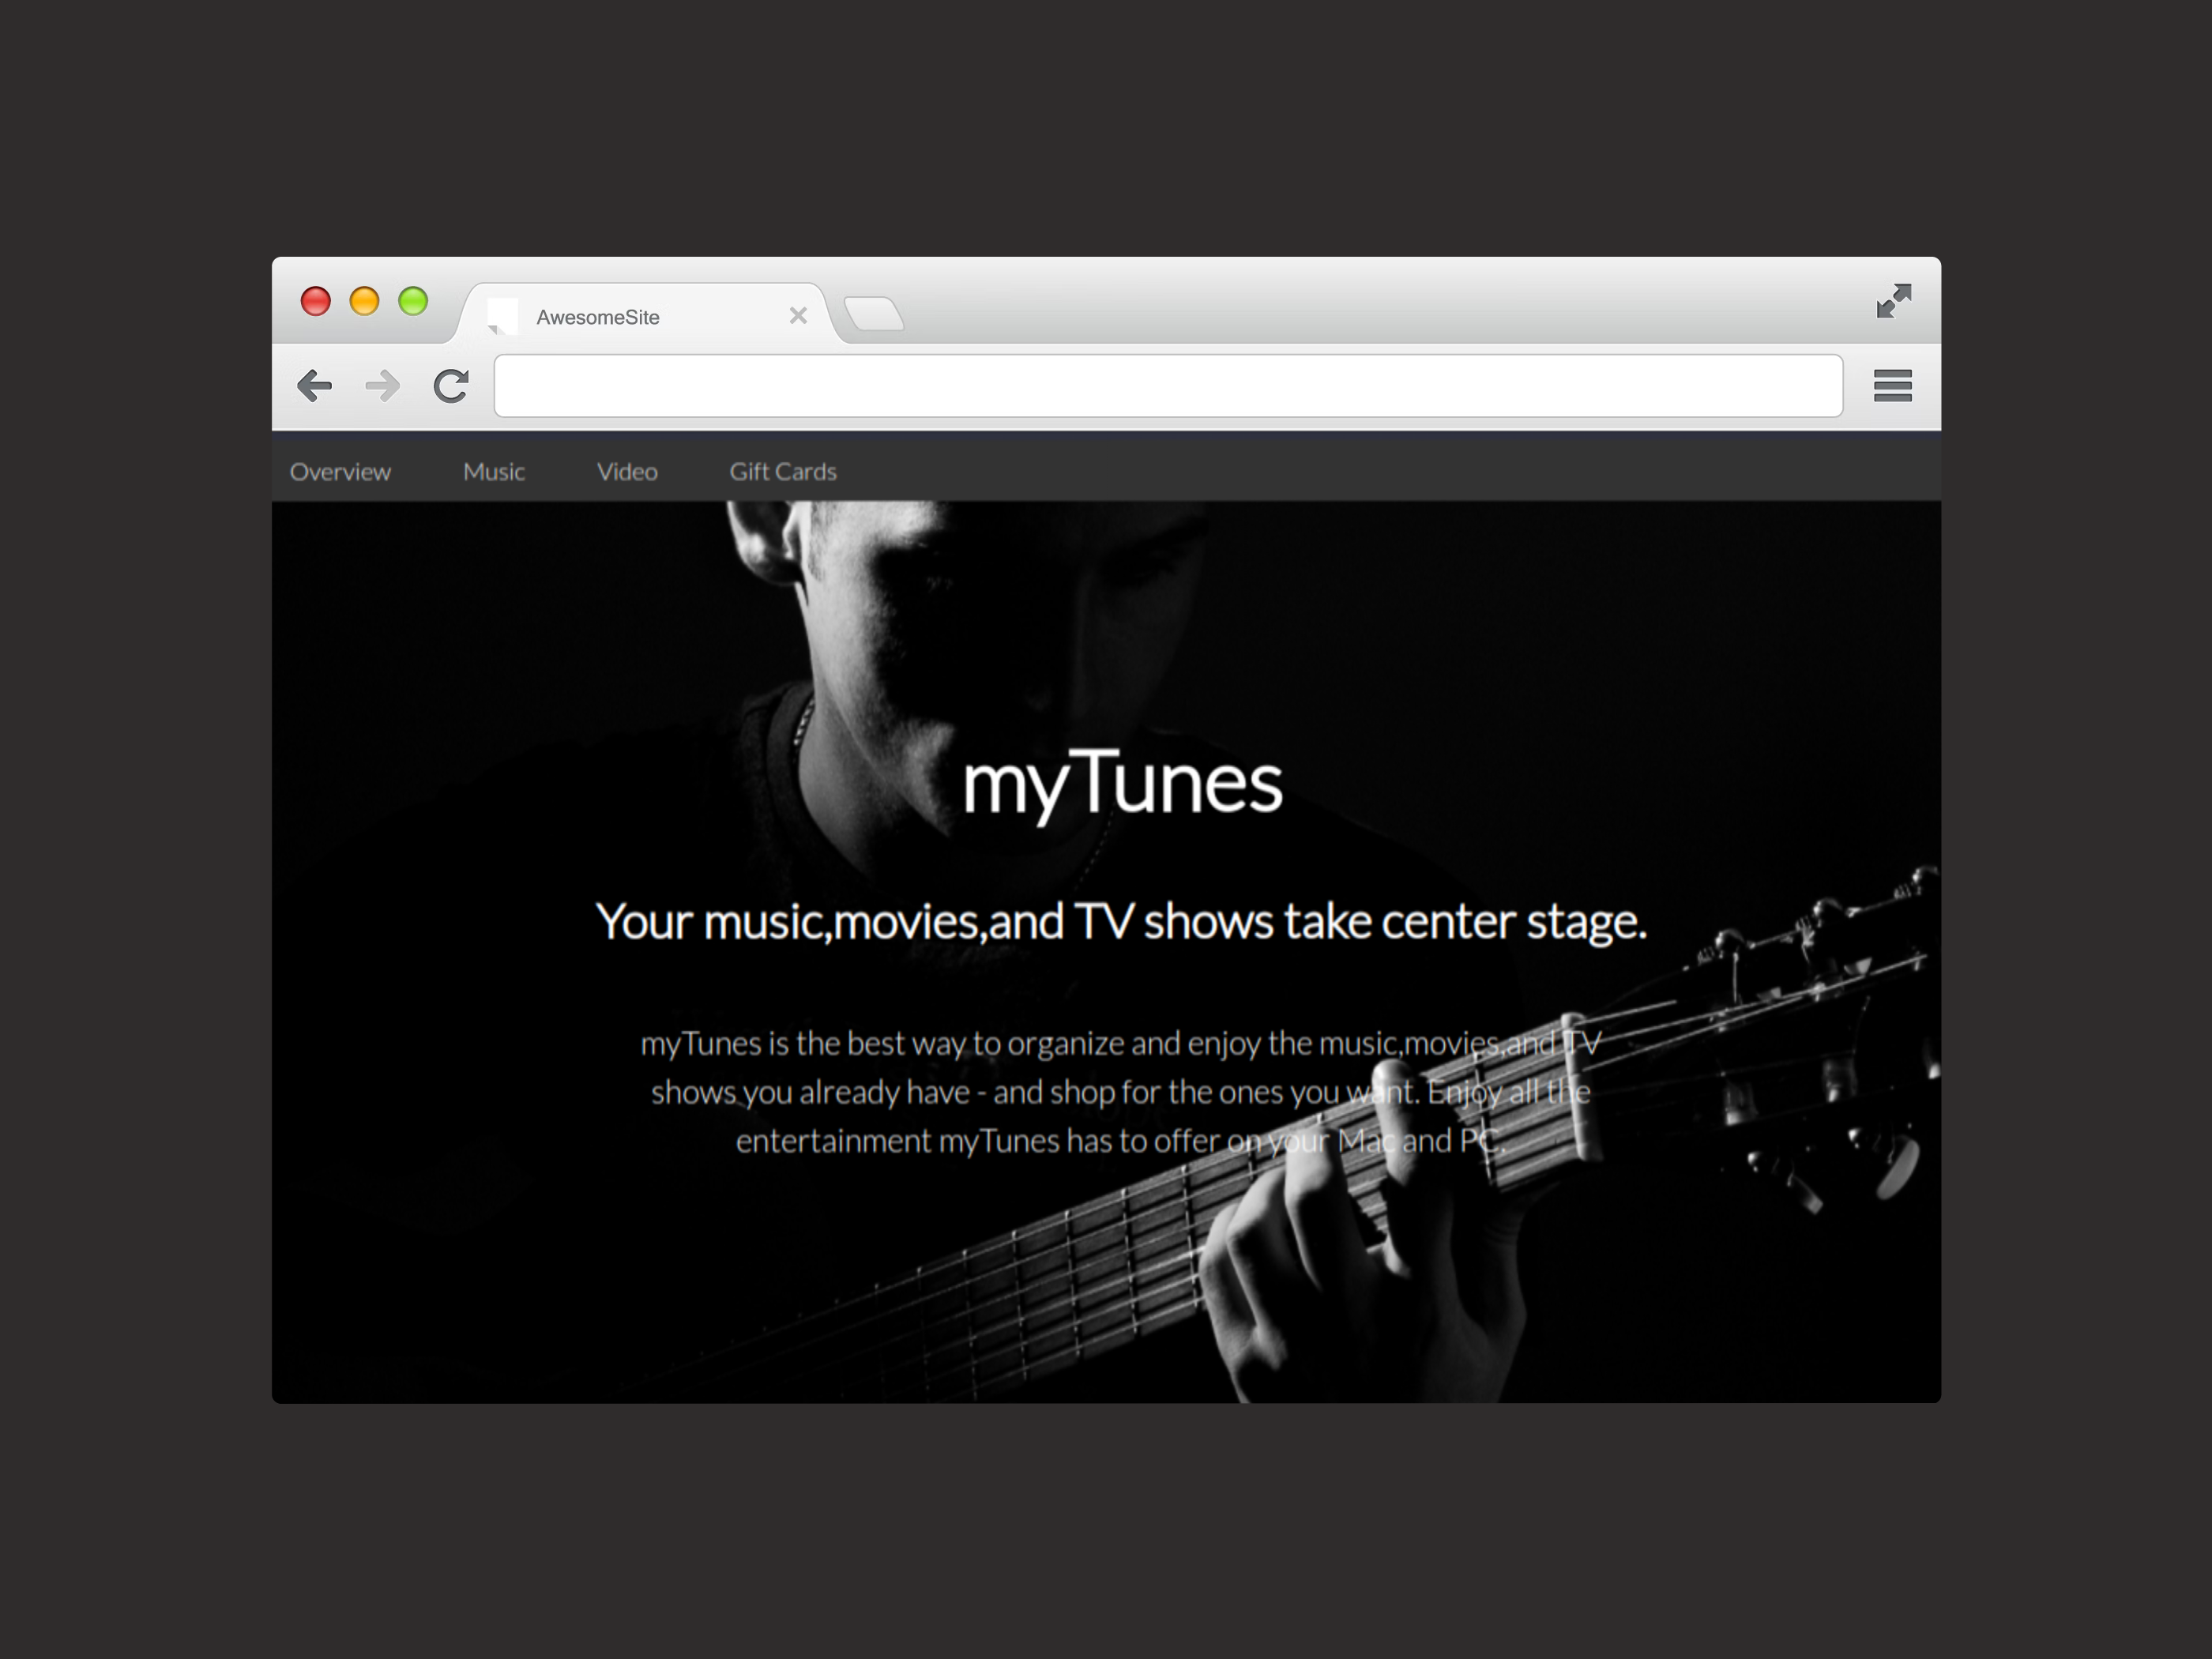 AwesomeSite
Overview Music Video Gift Cards
myTunes
Your music,movies,and TV shows take center stage.
myTunes is the best way to organize and enjoy the music,movies,and TV
shows you already have - and shop for the ones you want. Enjoy all the
entertainment myTunes has to offer on your Mac and PC.